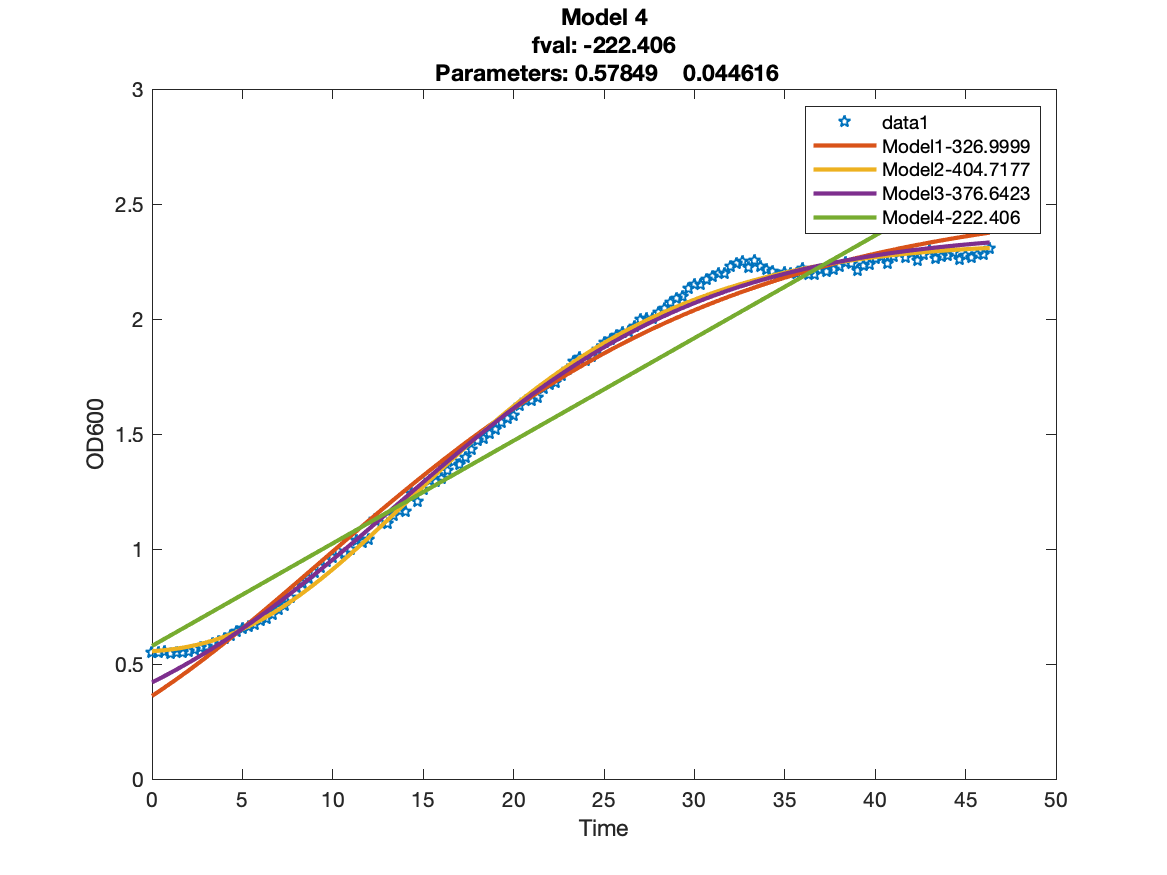 Model 4
fval: -222.406
Parameters: 0.57849 0.044616
3
2.5
2
1.5
1
0.5
0
OD600
data1
Model1-326.9999
Model2-404.7177
Model3-376.6423
Model4-222.406
0 5 10 15 20 25 30 35 40 45 50
Time